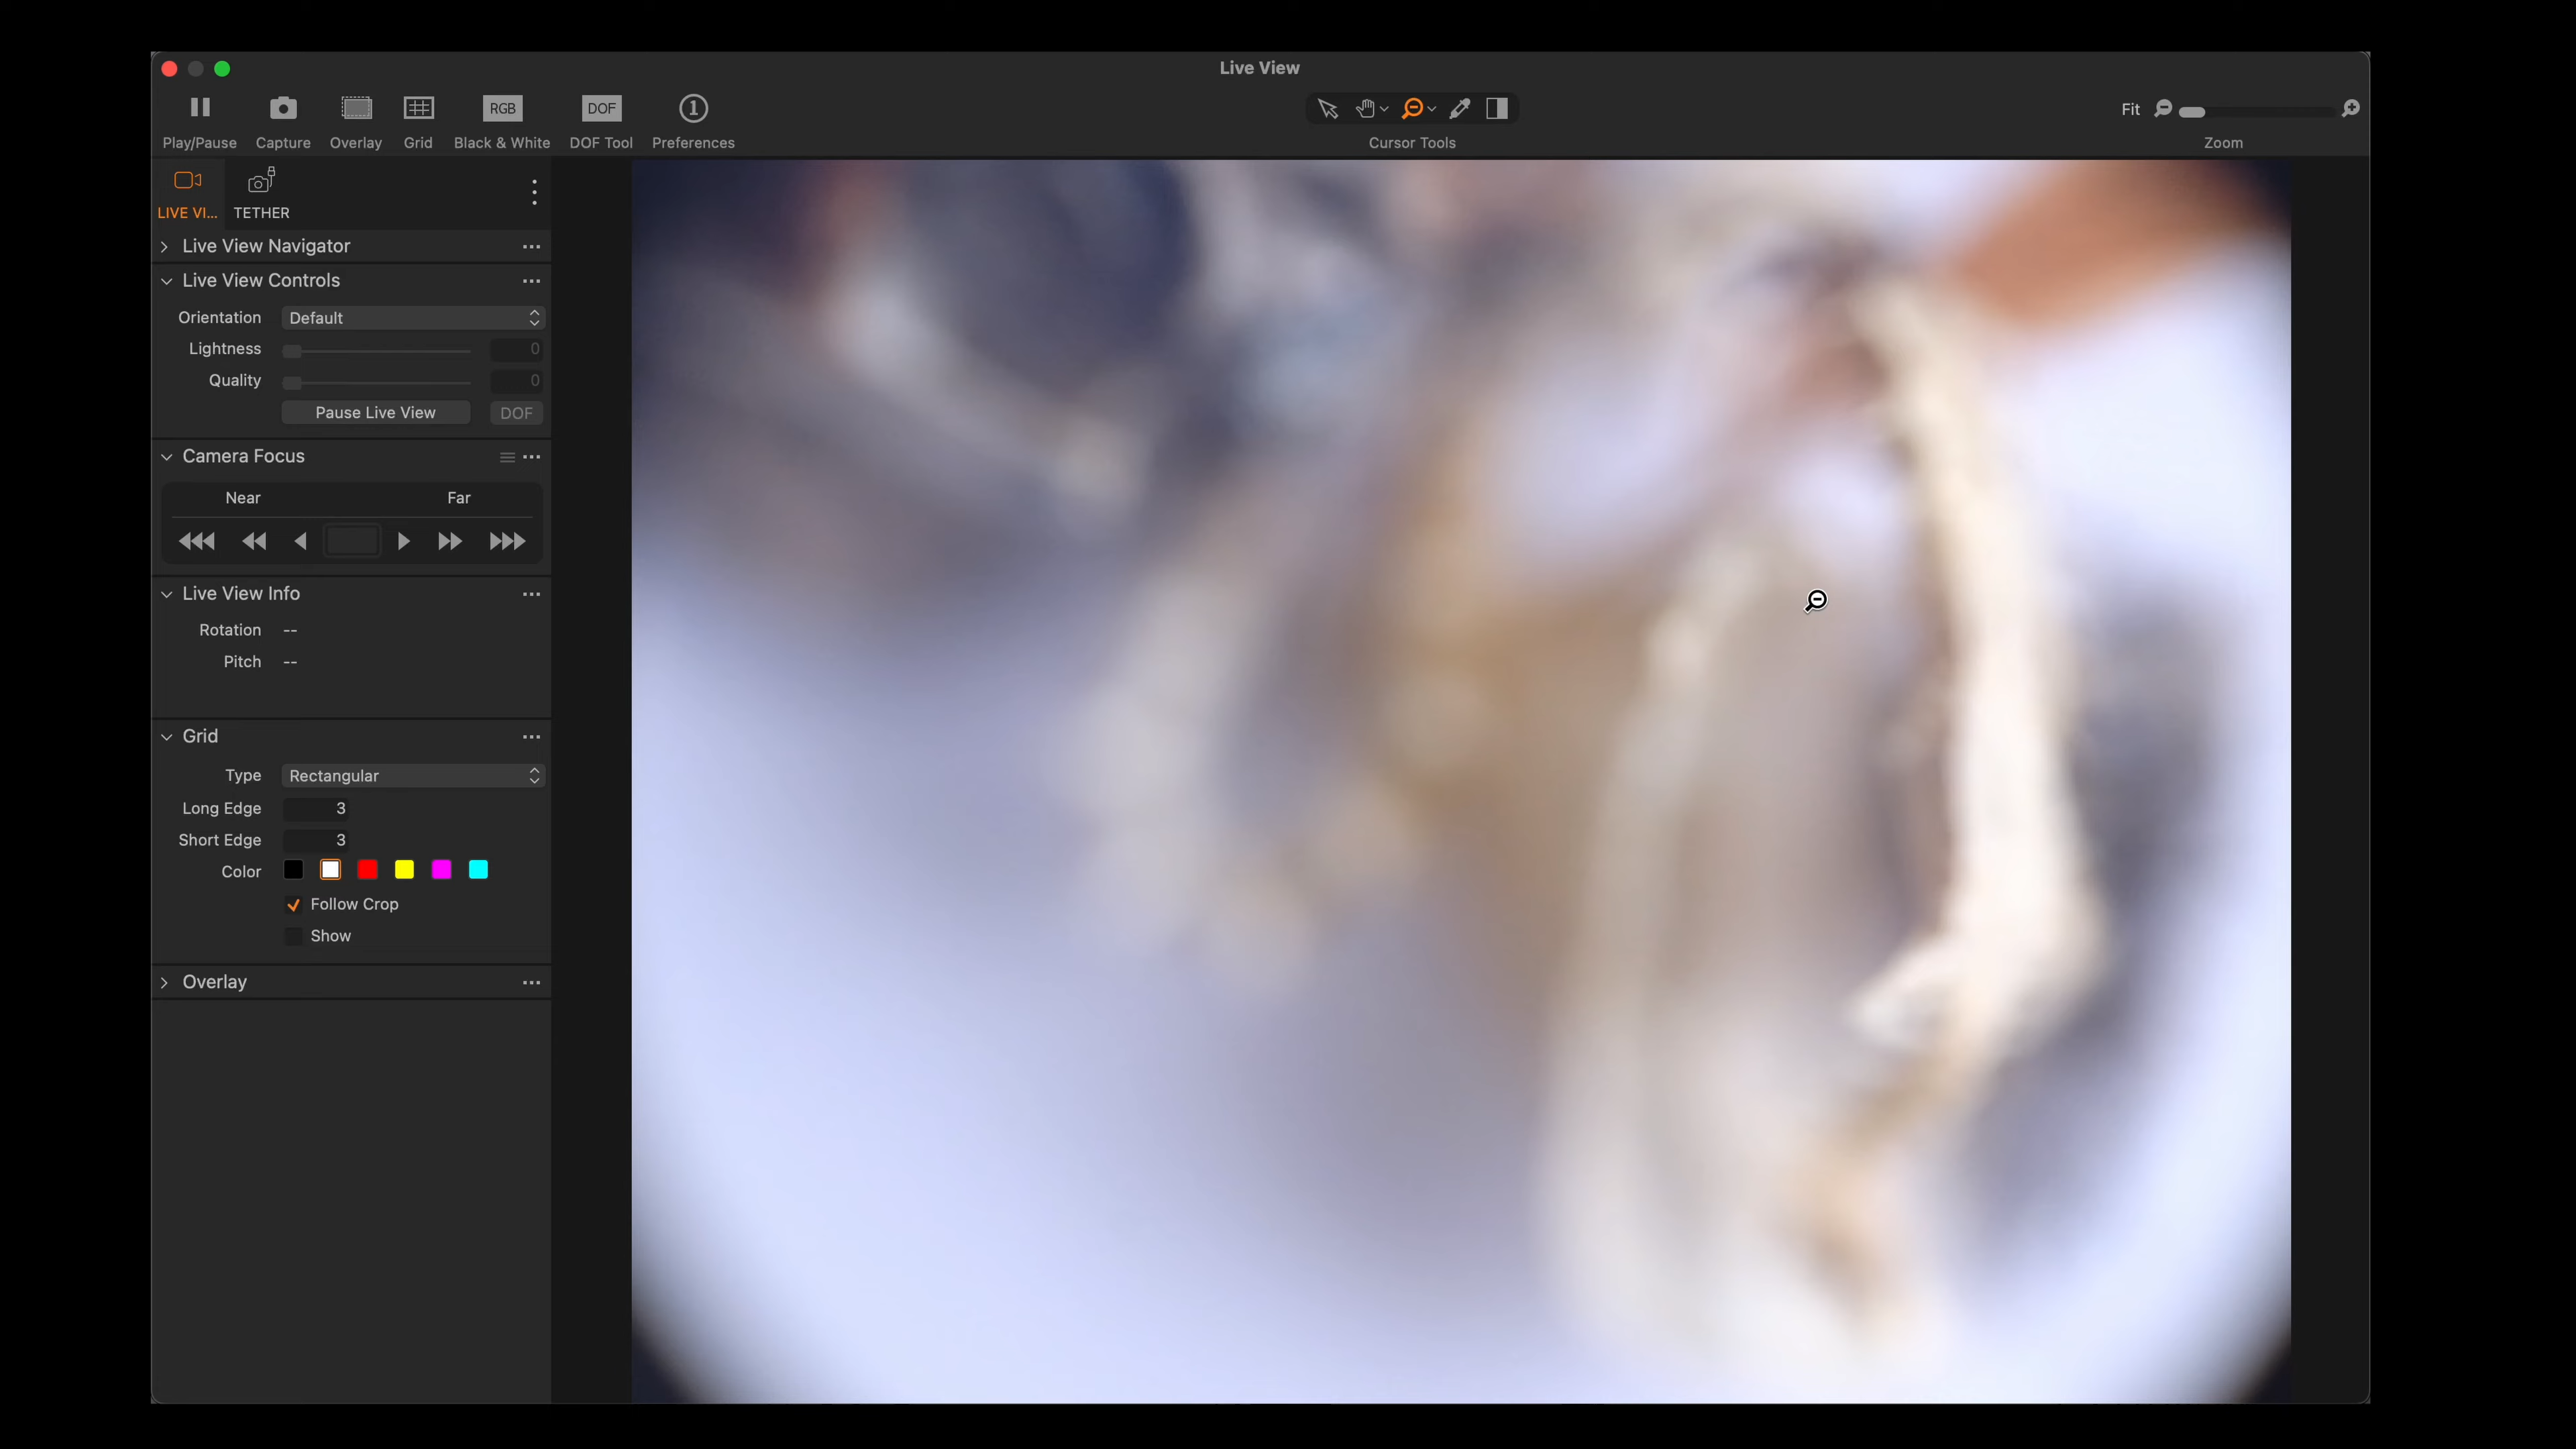 Live View
RGB
DOF
1
Fit
Play/Pause
Capture
Overlay
Grid
Black & White
DOF Tool
Preferences
Cursor Tools
Zoom
LIVE VI...
TETHER
Live View Navigator
Live View Controls
Orientation Default
Lightness 0
Quality 0
Pause Live View DOF
Camera Focus
Near Far
Live View Info
Rotation --
Pitch --
Grid
Type Rectangular
Long Edge 3
Short Edge 3
Color
Follow Crop
Show
Overlay